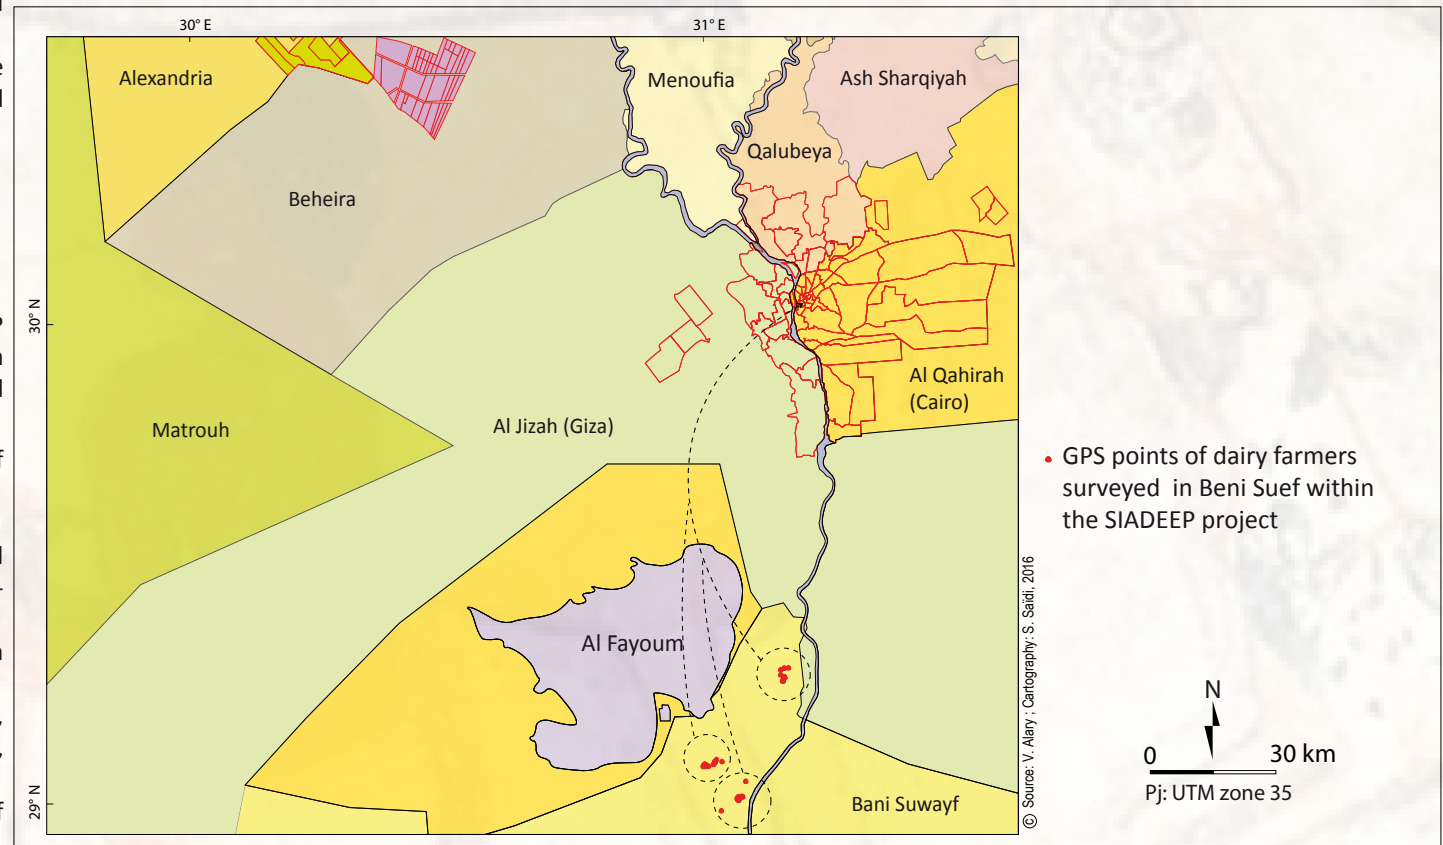 30° E
31° E
Alexandria
Menoufia
Ash Sharqiyah
Qalubeya
Beheira
30° N
Al Qahirah
(Cairo)
Matrouh
Al Jizah (Giza)
GPS points of dairy farmers
surveyed in Beni Suef within
the SIADEEP project
Al Fayoum
© Source: V. Alary ; Cartography: S. Saïdi, 2016
N
0 30 km
Pj: UTM zone 35
29° N
Bani Suwayf